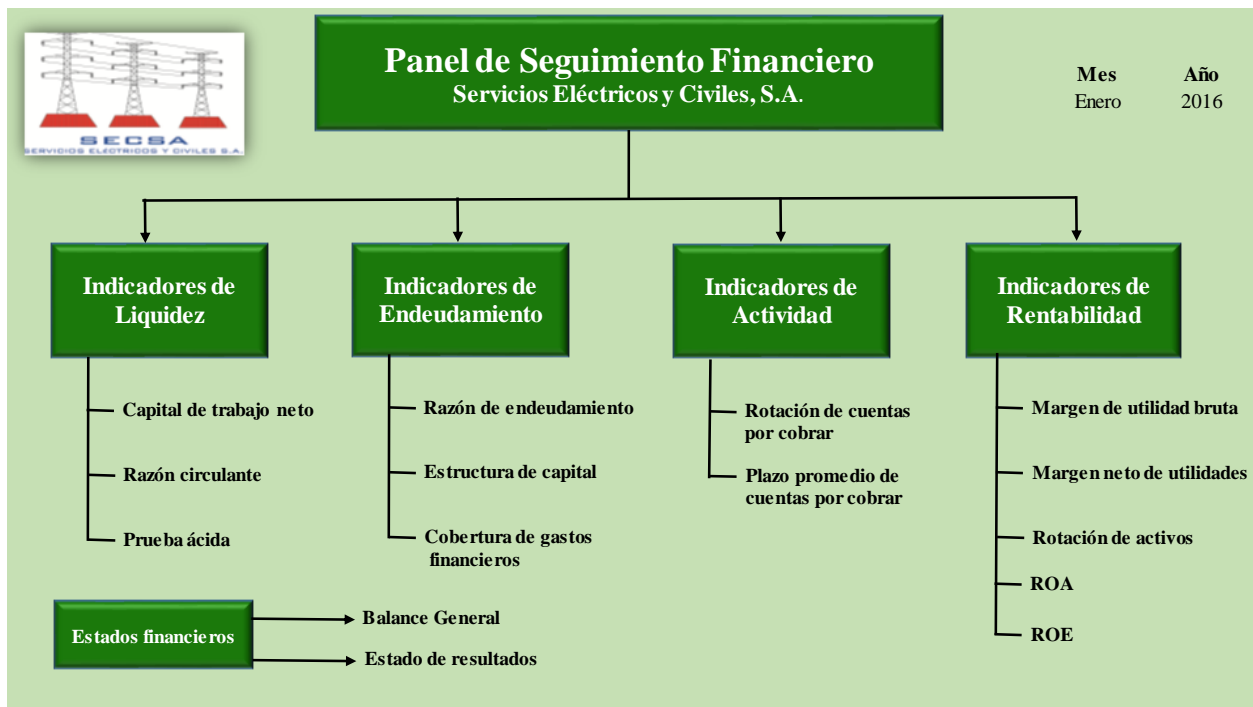 SECSA
SERVICIOS ELÉCTRICOS Y CIVILES S.A.
Panel de Seguimiento Financiero
Servicios Eléctricos y Civiles, S.A.
Mes Año
Enero 2016
Indicadores de
Liquidez
Capital de trabajo neto
Razón circulante
Prueba ácida
Indicadores de
Endeudamiento
Razón de endeudamiento
Estructura de capital
Cobertura de gastos
financieros
Indicadores de
Actividad
Rotación de cuentas
por cobrar
Plazo promedio de
cuentas por cobrar
Indicadores de
Rentabilidad
Margen de utilidad bruta
Margen neto de utilidades
Rotación de activos
ROA
ROE
Estados financieros
Balance General
Estado de resultados